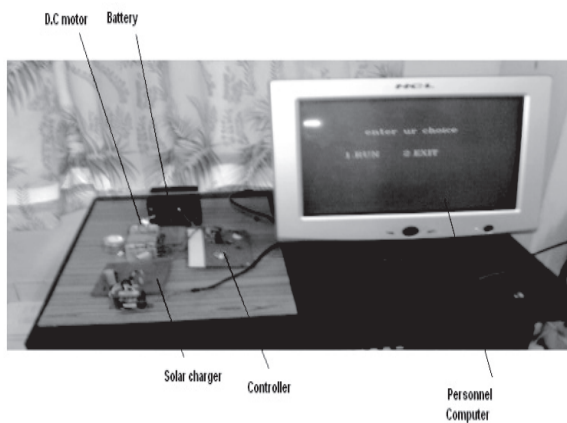 D.C motor Battery
HCL
enter ur choice
1.RUN 2.EXIT
Solar charger
Controller
Personnel
Computer